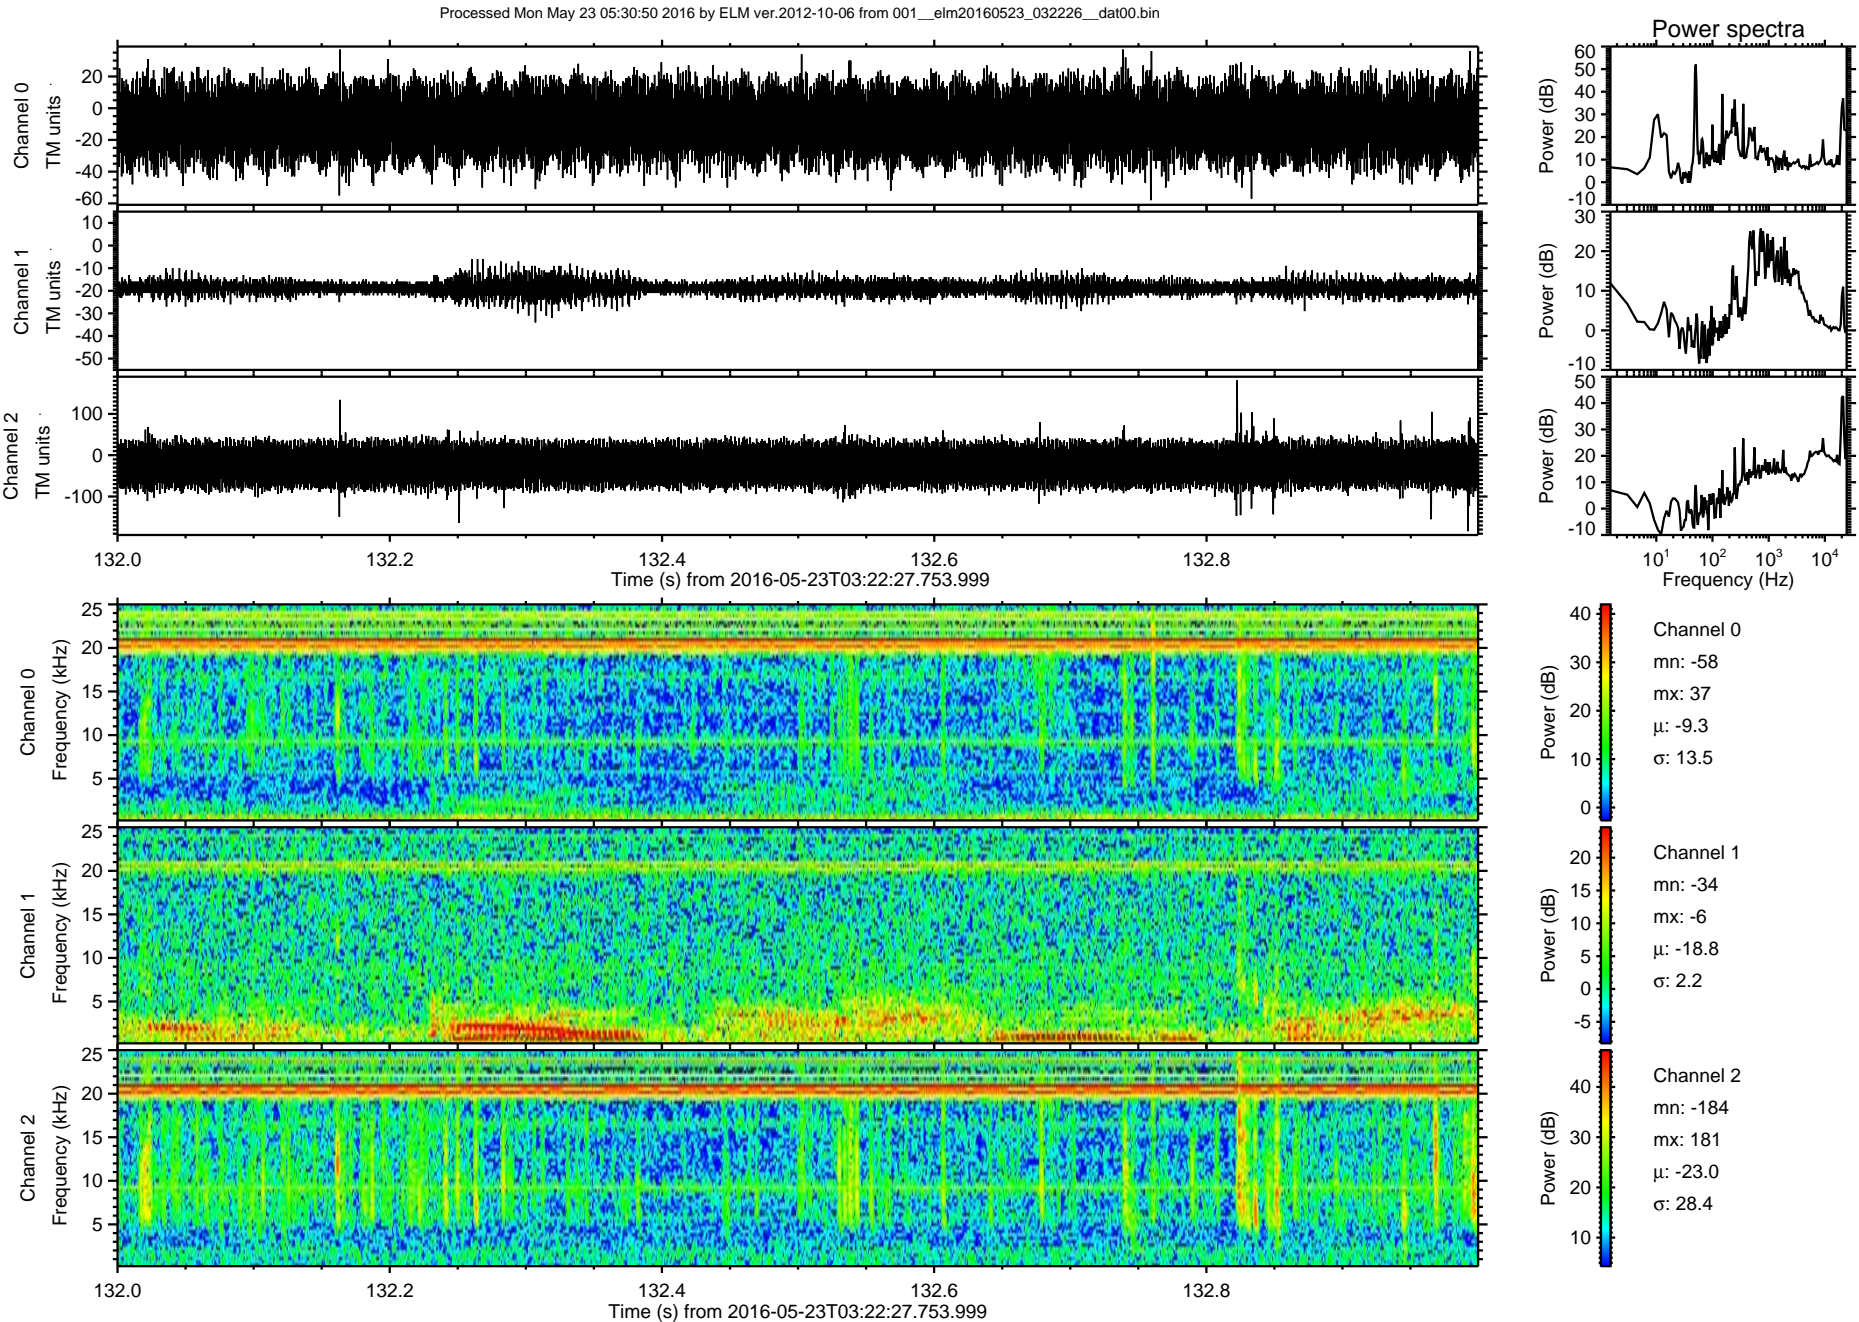 Processed Mon May 23 05:30:50 2016 by ELM ver.2012-10-06 from 001__elm20160523_032226__dat00.bin
Power spectra
Channel 0
TM units
20
0
-20
-40
-60
Power (dB)
60
50
40
30
20
10
0
-10
Channel 1
TM units
10
0
-10
-20
-30
-40
-50
Power (dB)
30
20
10
0
-10
Channel 2
TM units
100
0
-100
Power (dB)
50
40
30
20
10
0
-10
132.0 132.2 132.4 132.6 132.8
Time (s) from 2016-05-23T03:22:27.753.999
10^1 10^2 10^3 10^4
Frequency (Hz)
Channel 0
Frequency (kHz)
25
20
15
10
5
Power (dB)
40
30
20
10
0
Channel 0
mn: -58
mx: 37
μ: -9.3
σ: 13.5
Channel 1
Frequency (kHz)
25
20
15
10
5
Power (dB)
20
15
10
5
0
-5
Channel 1
mn: -34
mx: -6
μ: -18.8
σ: 2.2
Channel 2
Frequency (kHz)
25
20
15
10
5
Power (dB)
40
30
20
10
Channel 2
mn: -184
mx: 181
μ: -23.0
σ: 28.4
132.0 132.2 132.4 132.6 132.8
Time (s) from 2016-05-23T03:22:27.753.999